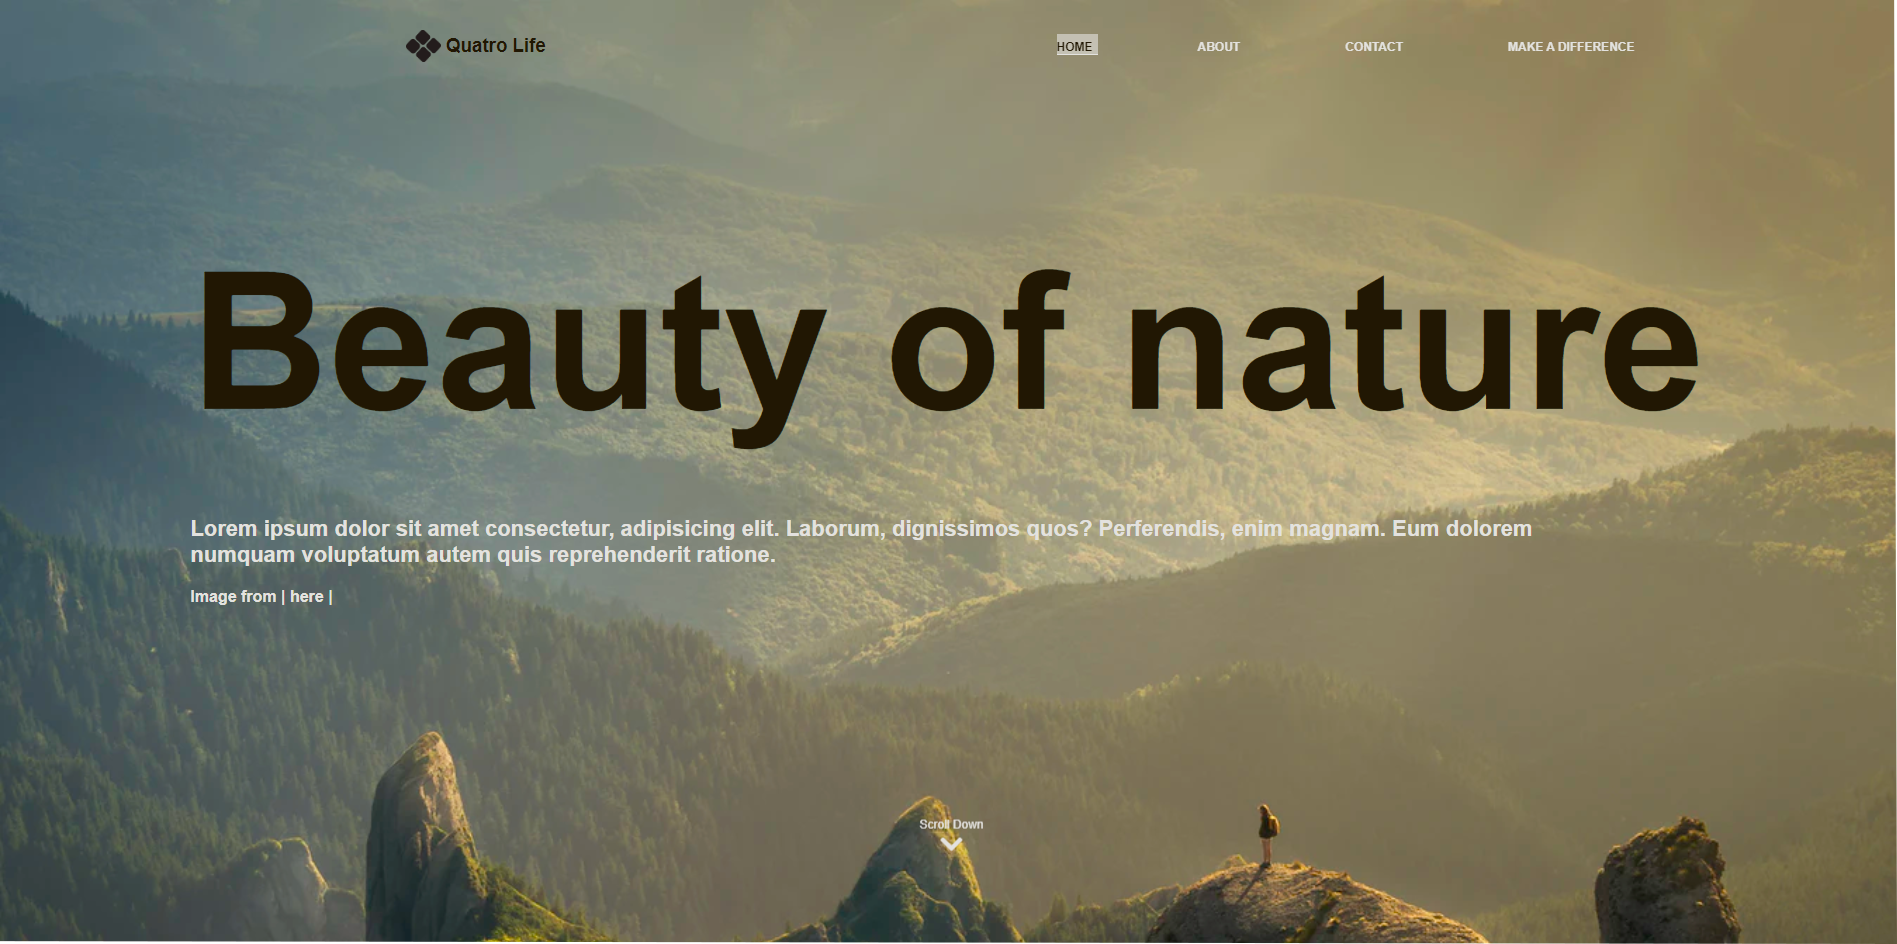 Quatro Life
HOME
ABOUT
CONTACT
MAKE A DIFFERENCE
Beauty of nature
Lorem ipsum dolor sit amet consectetur, adipisicing elit. Laborum, dignissimos quos? Perferendis, enim magnam. Eum dolorem
numquam voluptatum autem quis reprehenderit ratione.
Image from | here |
Scroll Down